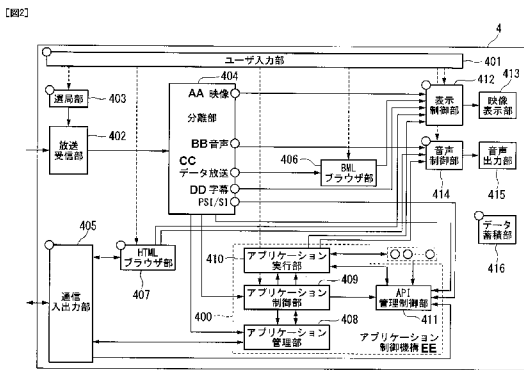 [図2]
4
ユーザ入力部
401
404
412
413
選局部
403
AA 映像
分離部
表示
制御部
映像
表示部
402
放送
受信部
BB 音声
406
CC
データ放送
BML
ブラウザ部
音声
制御部
音声
出力部
DD 字幕
PSI/SI
414
415
405
データ
蓄積部
416
通信
入出力部
HTML
ブラウザ部
407
410
アプリケーション
実行部
アプリケーション
制御部
409
API
管理制御部
411
400
アプリケーション
管理部
408
アプリケーション
制御機構 EE